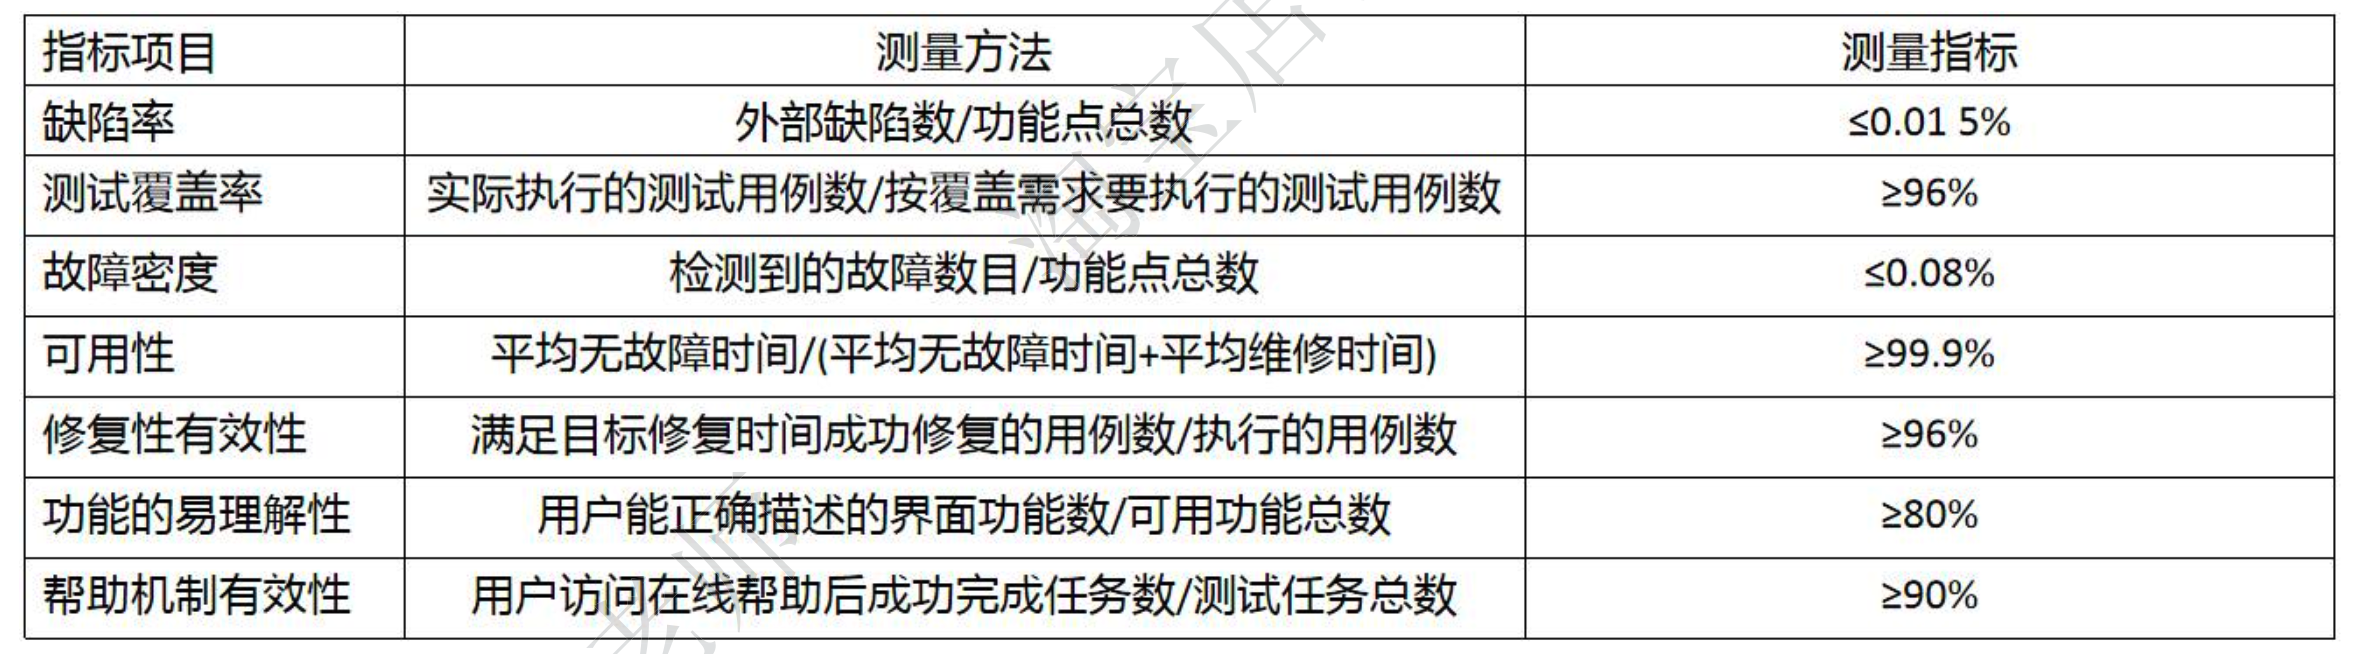 指标项目 测量方法 测量指标
缺陷率 外部缺陷数/功能点总数 ≤0.01 5%
测试覆盖率 实际执行的测试用例数/按覆盖需求要执行的测试用例数 ≥96%
故障密度 检测到的故障数目/功能点总数 ≤0.08%
可用性 平均无故障时间/(平均无故障时间+平均维修时间) ≥99.9%
修复性有效性 满足目标修复时间成功修复的用例数/执行的用例数 ≥96%
功能的易理解性 用户能正确描述的界面功能数/可用功能总数 ≥80%
帮助机制有效性 用户访问在线帮助后成功完成任务数/测试任务总数 ≥90%
淘宝店
老师